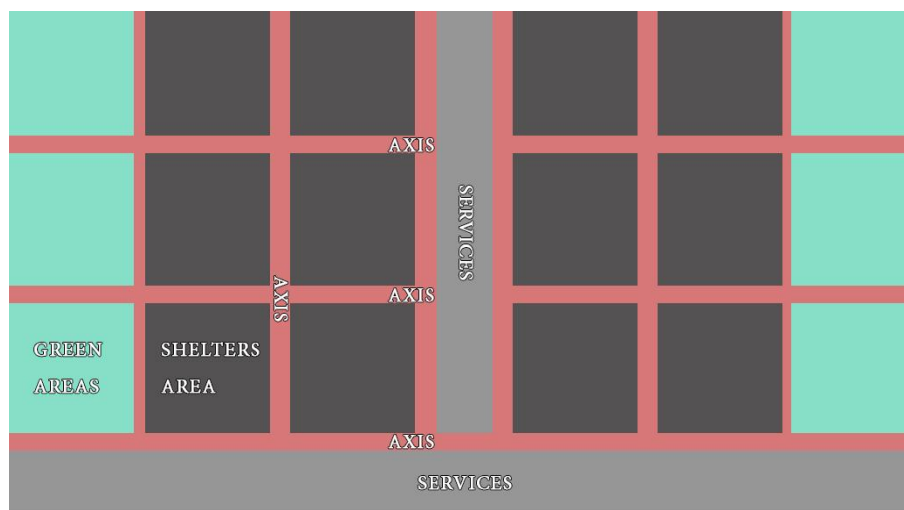 AXIS
SERVICES
AXIS
AXIS
GREEN
AREAS
SHELTERS
AREA
AXIS
SERVICES